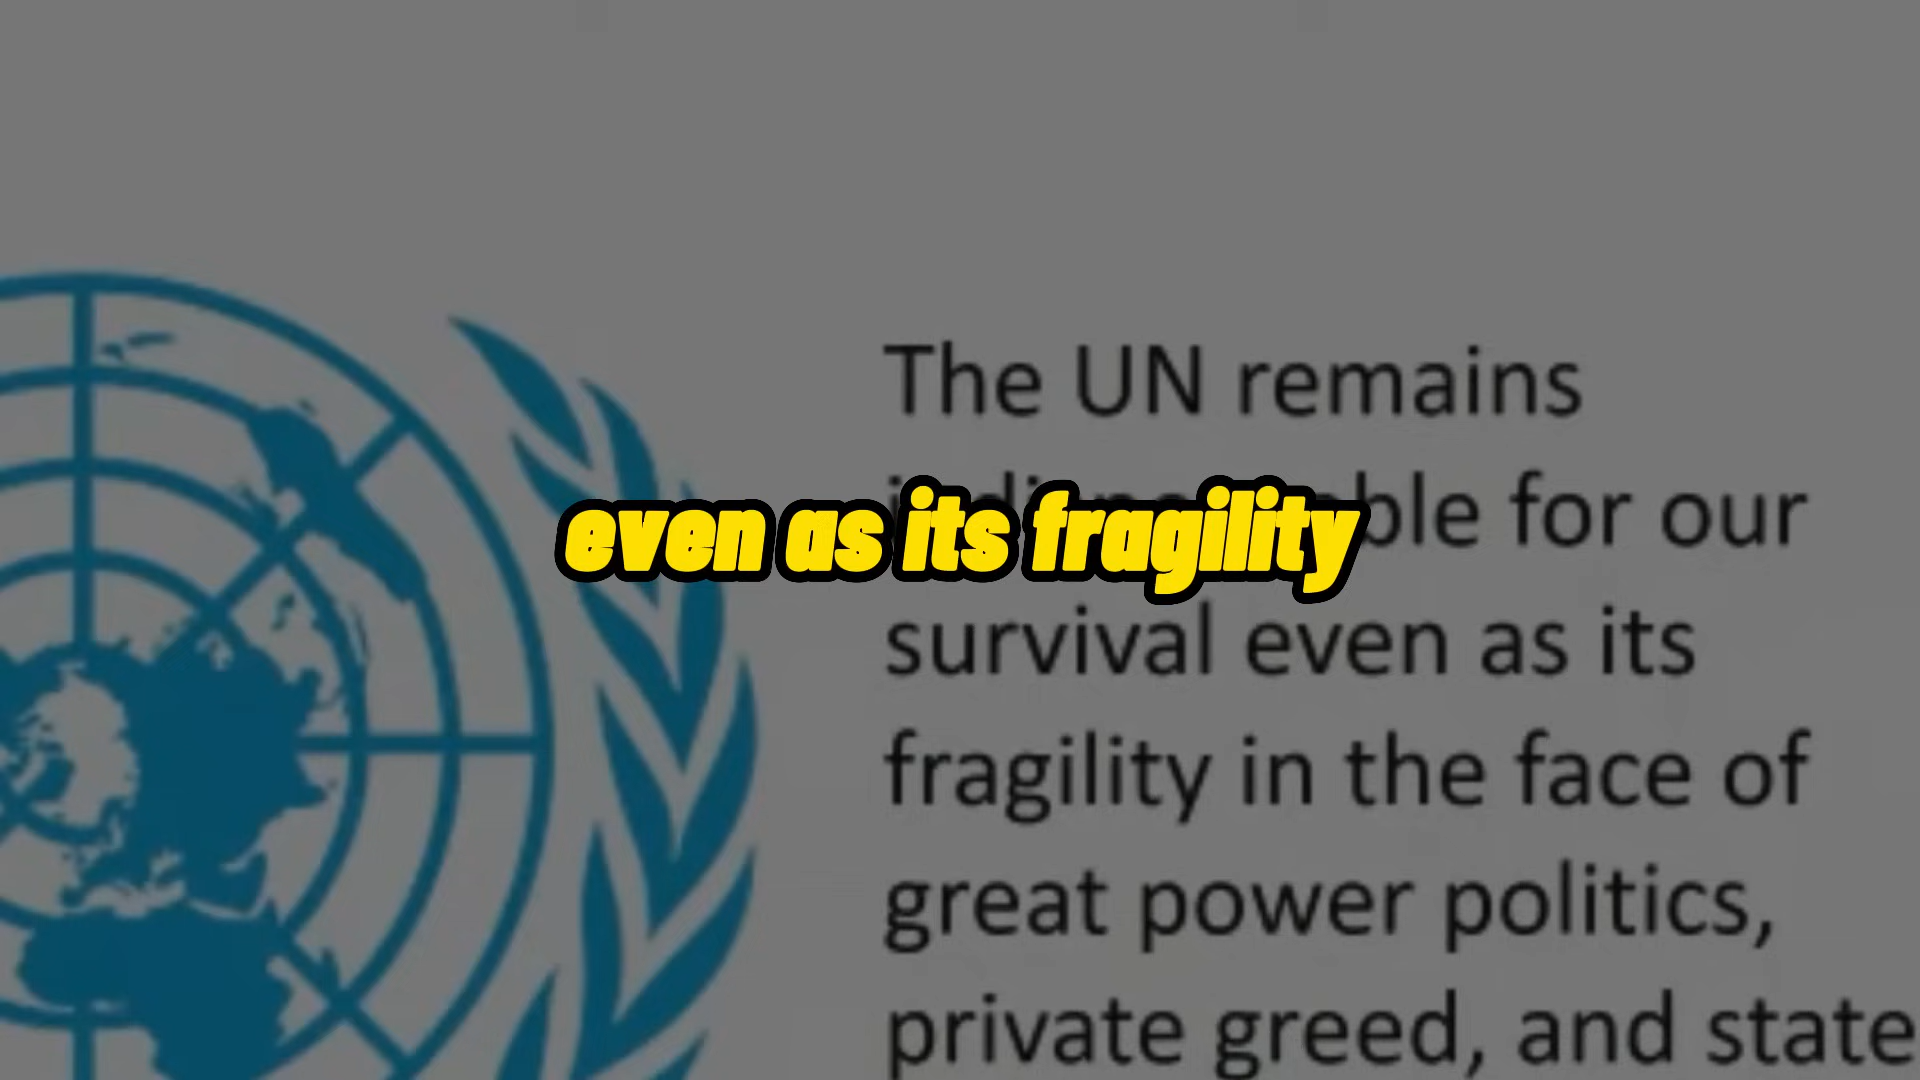 The UN remains
for our
even as its fragility
survival even as its
fragility in the face of
great power politics,
private greed, and state